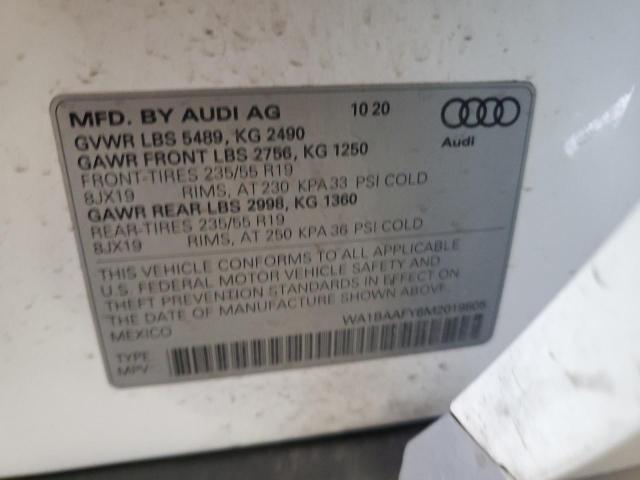 MFD. BY AUDI AG 10 20
GVWR LBS 5489, KG 2490
GAWR FRONT LBS 2756, KG 1250
FRONT-TIRES 235/55 R19
8JX19 RIMS, AT 230 KPA 33 PSI COLD
GAWR REAR LBS 2998, KG 1360
REAR-TIRES 235/55 R19
8JX19 RIMS, AT 250 KPA 36 PSI COLD
Audi
THIS VEHICLE CONFORMS TO ALL APPLICABLE
U.S. FEDERAL MOTOR VEHICLE SAFETY AND
THEFT PREVENTION STANDARDS IN EFFECT ON
THE DATE OF MANUFACTURE SHOWN ABOVE.
MEXICO WA1BAAFY6M2019805
TYPE
MPV